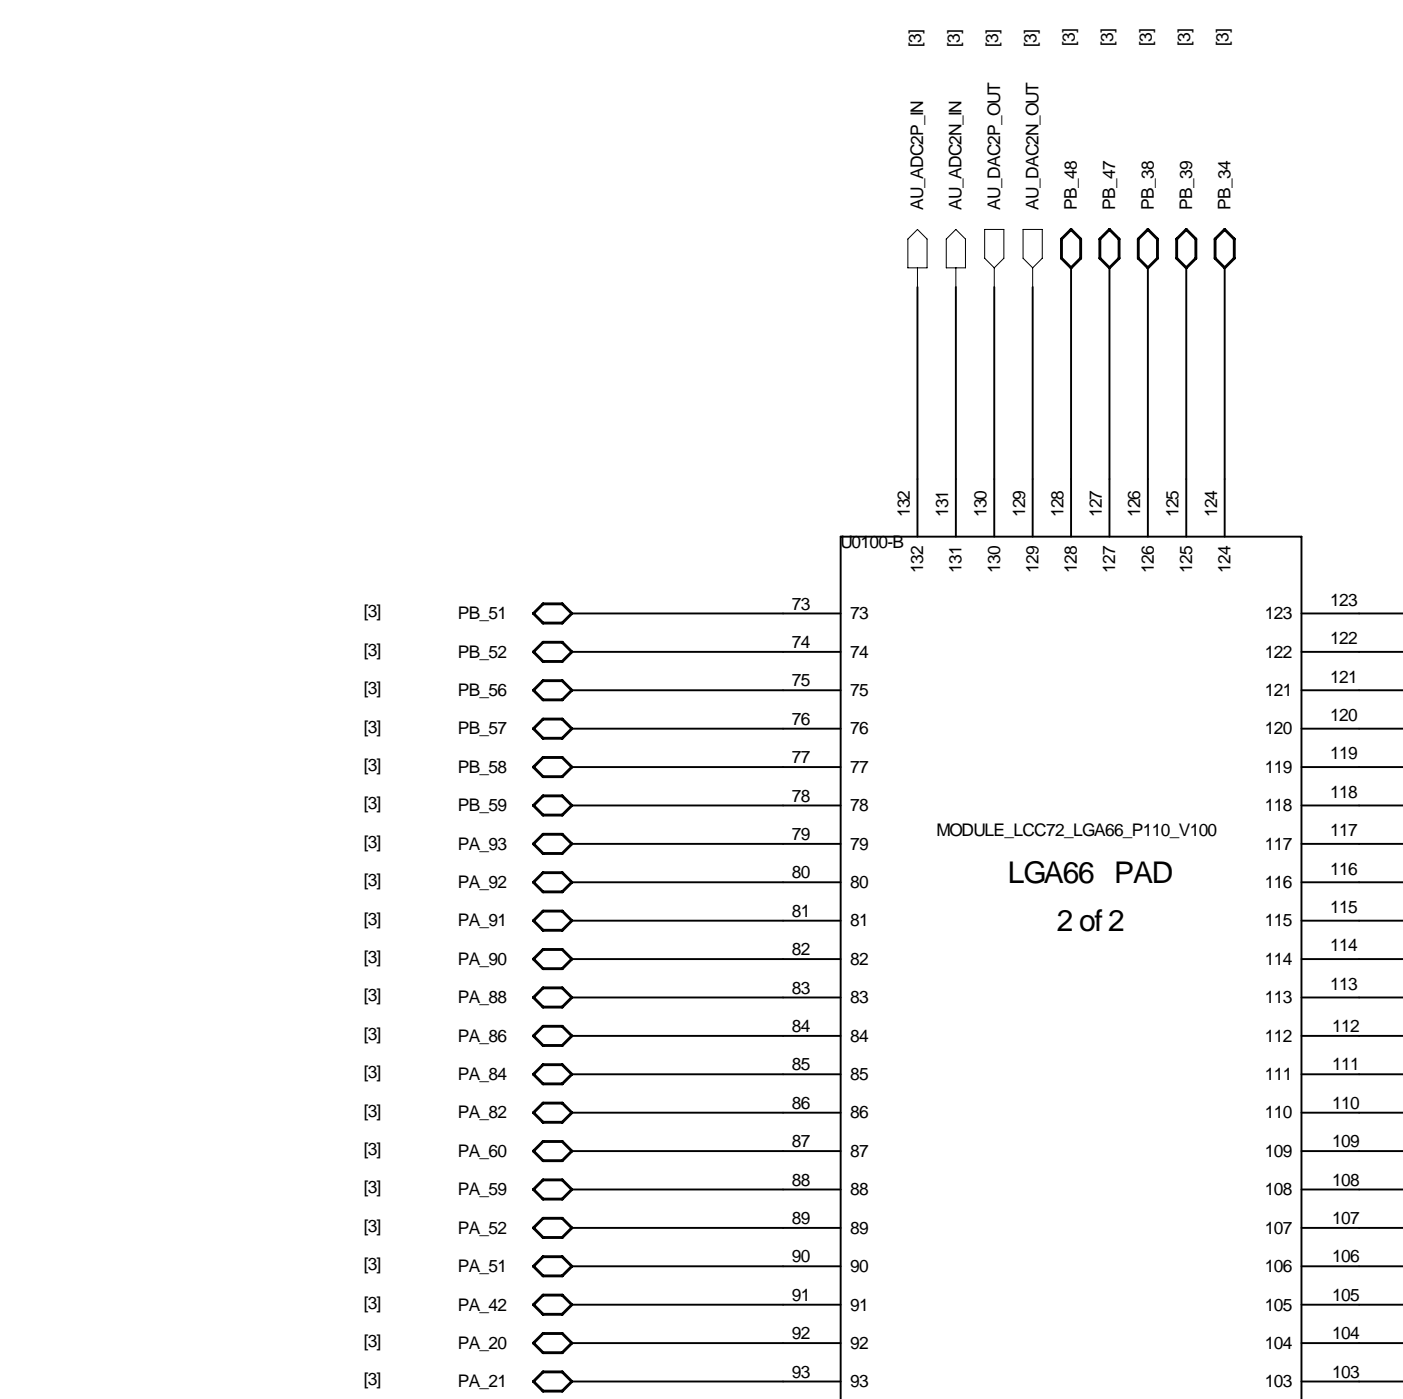 [3] [3] [3] [3] [3] [3] [3] [3] [3]
AU_ADC2P_IN AU_ADC2N_IN AU_DAC2P_OUT AU_DAC2N_OUT PB_48 PB_47 PB_38 PB_39 PB_34
132 131 130 129 128 127 126 125 124
U0100-B
132 131 130 129 128 127 126 125 124
[3] PB_51 73 73 123 123
[3] PB_52 74 74 122 122
[3] PB_56 75 75 121 121
[3] PB_57 76 76 120 120
[3] PB_58 77 77 119 119
[3] PB_59 78 78 118 118
MODULE_LCC72_LGA66_P110_V100
[3] PA_93 79 79 117 117
LGA66 PAD
[3] PA_92 80 80 116 116
2 of 2
[3] PA_91 81 81 115 115
[3] PA_90 82 82 114 114
[3] PA_88 83 83 113 113
[3] PA_86 84 84 112 112
[3] PA_84 85 85 111 111
[3] PA_82 86 86 110 110
[3] PA_60 87 87 109 109
[3] PA_59 88 88 108 108
[3] PA_52 89 89 107 107
[3] PA_51 90 90 106 106
[3] PA_42 91 91 105 105
[3] PA_20 92 92 104 104
[3] PA_21 93 93 103 103